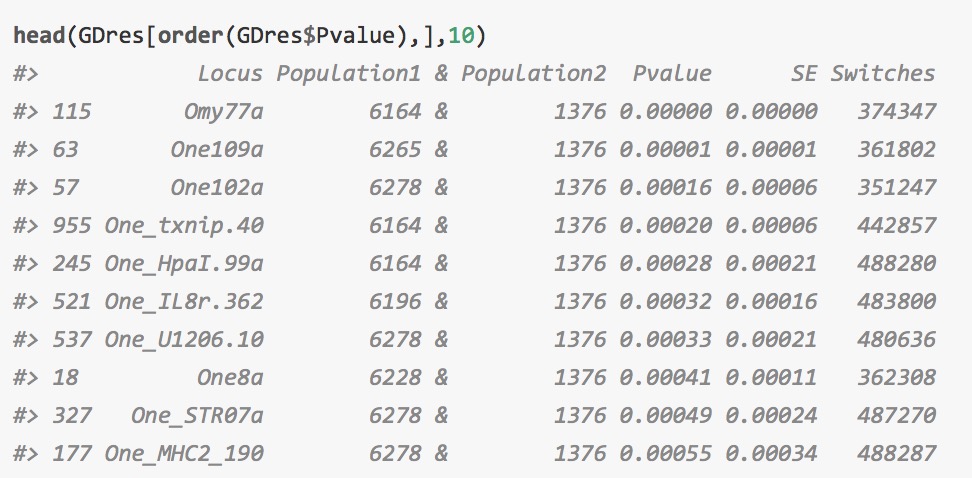 head(GDres[order(GDres$Pvalue),],10)
#>            Locus Population1 & Population2  Pvalue      SE Switches
#> 115       Omy77a        6164 &        1376 0.00000 0.00000   374347
#> 63       One109a        6265 &        1376 0.00001 0.00001   361802
#> 57       One102a        6278 &        1376 0.00016 0.00006   351247
#> 955 One_txnip.40        6164 &        1376 0.00020 0.00006   442857
#> 245 One_HpaI.99a        6164 &        1376 0.00028 0.00021   488280
#> 521 One_IL8r.362        6196 &        1376 0.00032 0.00016   483800
#> 537 One_U1206.10        6278 &        1376 0.00033 0.00021   480636
#> 18         One8a        6228 &        1376 0.00041 0.00011   362308
#> 327   One_STR07a        6278 &        1376 0.00049 0.00024   487270
#> 177 One_MHC2_190        6278 &        1376 0.00055 0.00034   488287